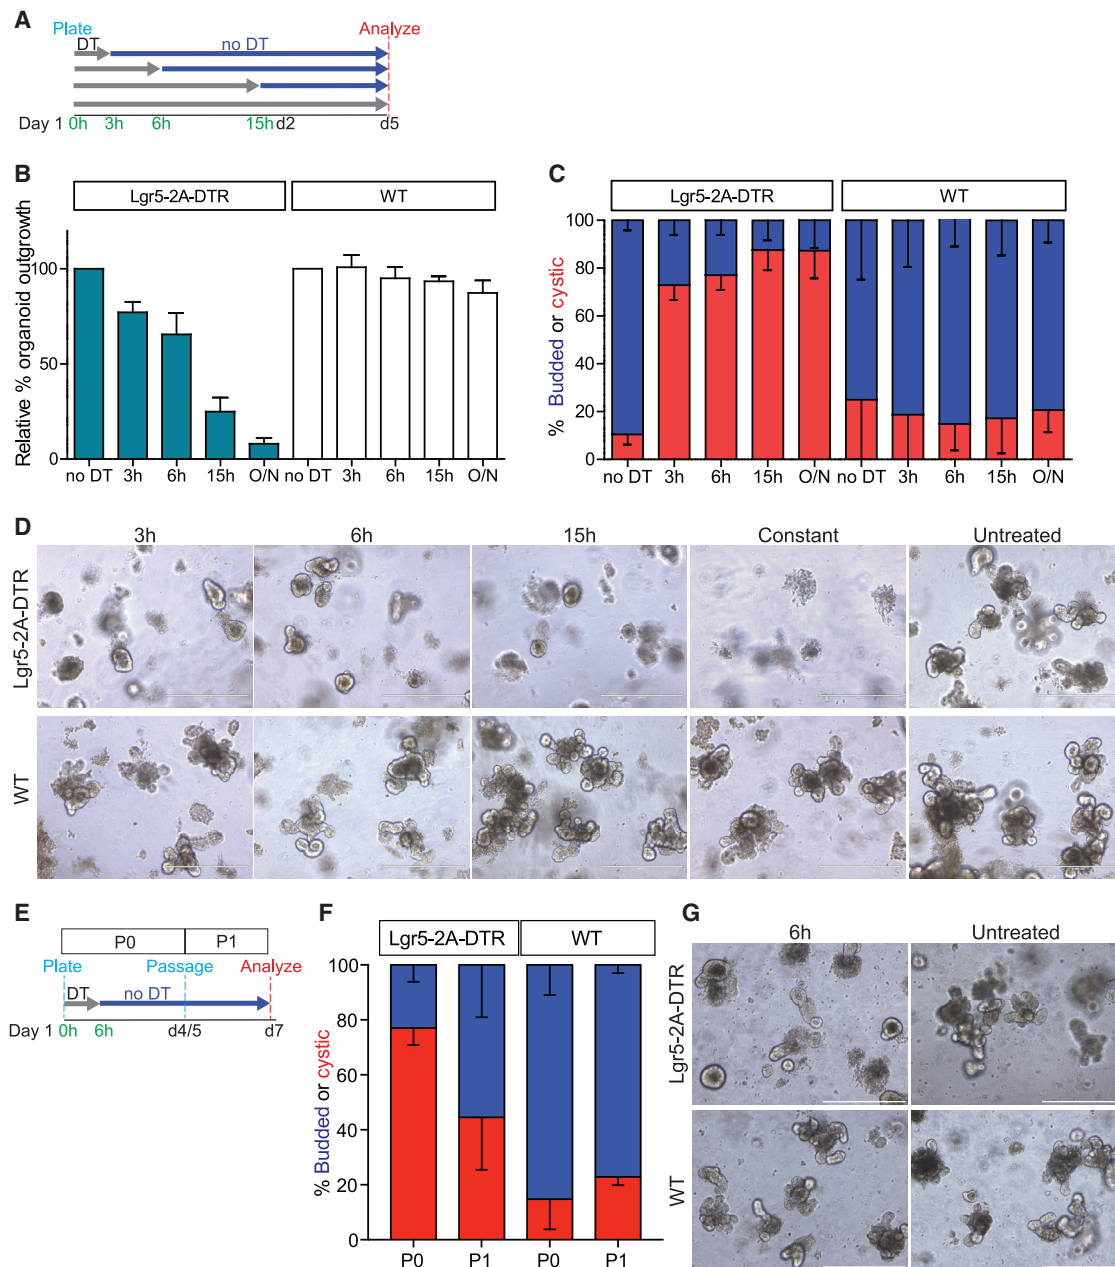 A
Plate
Analyze
DT
no DT
Day 1 0h 3h 6h 15h d2 d5
B
Lgr5-2A-DTR WT
Relative % organoid outgrowth
100
50
0
no DT 3h 6h 15h O/N no DT 3h 6h 15h O/N
C
Lgr5-2A-DTR WT
% Budded or cystic
100
80
60
40
20
0
no DT 3h 6h 15h O/N no DT 3h 6h 15h O/N
D
3h 6h 15h Constant Untreated
Lgr5-2A-DTR
WT
E
P0 P1
Plate Passage Analyze
DT no DT
Day 1 0h 6h d4/5 d7
F
Lgr5-2A-DTR WT
% Budded or cystic
100
80
60
40
20
0
P0 P1 P0 P1
G
6h Untreated
Lgr5-2A-DTR
WT